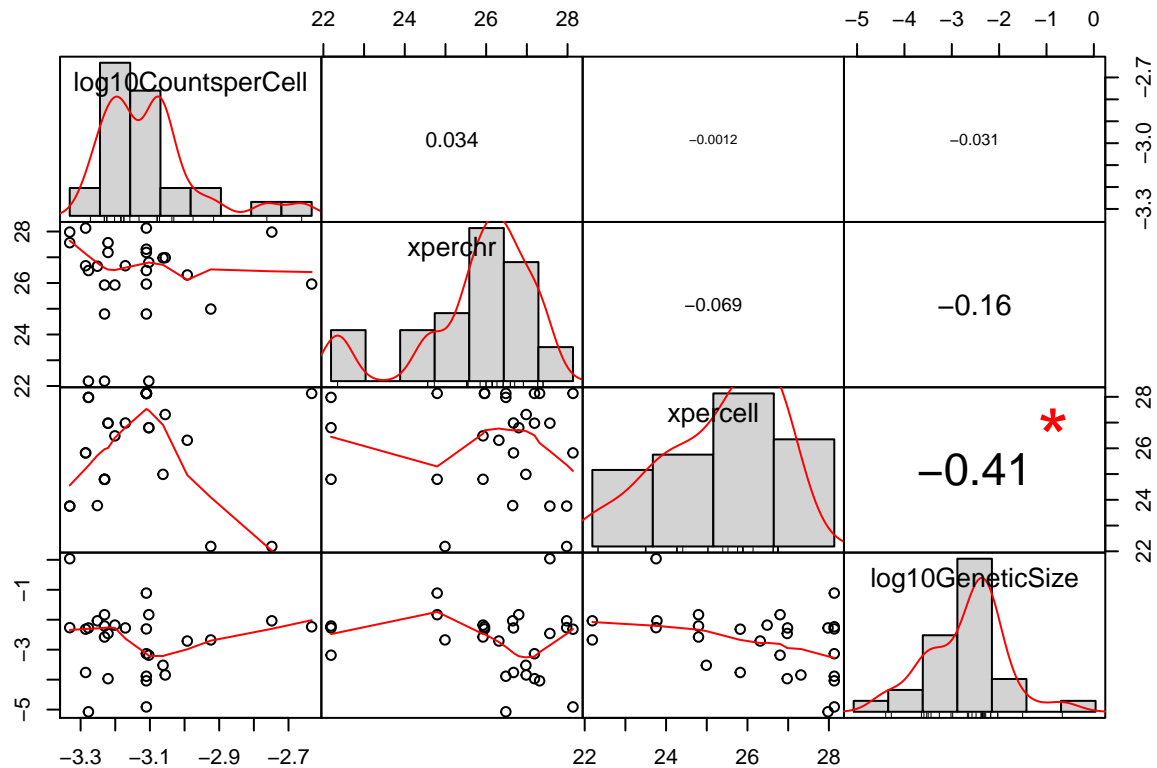 22 24 26 28
−5 −4 −3 −2 −1 0
log10CountsperCell
0.034
−0.0012
−0.031
−3.3 −3.0 −2.7
22 24 26 28
xperchr
−0.069
−0.16
xpercell
−0.41
*
22 24 26 28
−5 −3 −1
log10GeneticSize
−3.3 −3.1 −2.9 −2.7
22 24 26 28